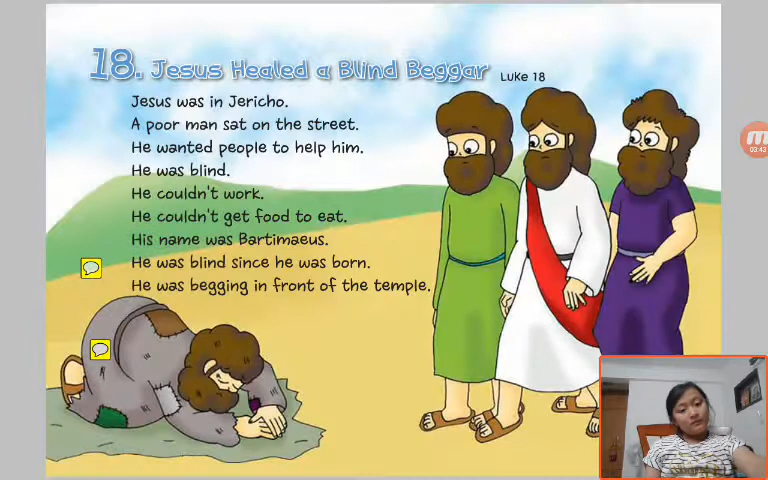 18. Jesus Healed a Blind Beggar Luke 18
Jesus was in Jericho.
A poor man sat on the street.
He wanted people to help him.
He was blind.
He couldn't work.
He couldn't get food to eat.
His name was Bartimaeus.
He was blind since he was born.
He was begging in front of the temple.
M
03:43